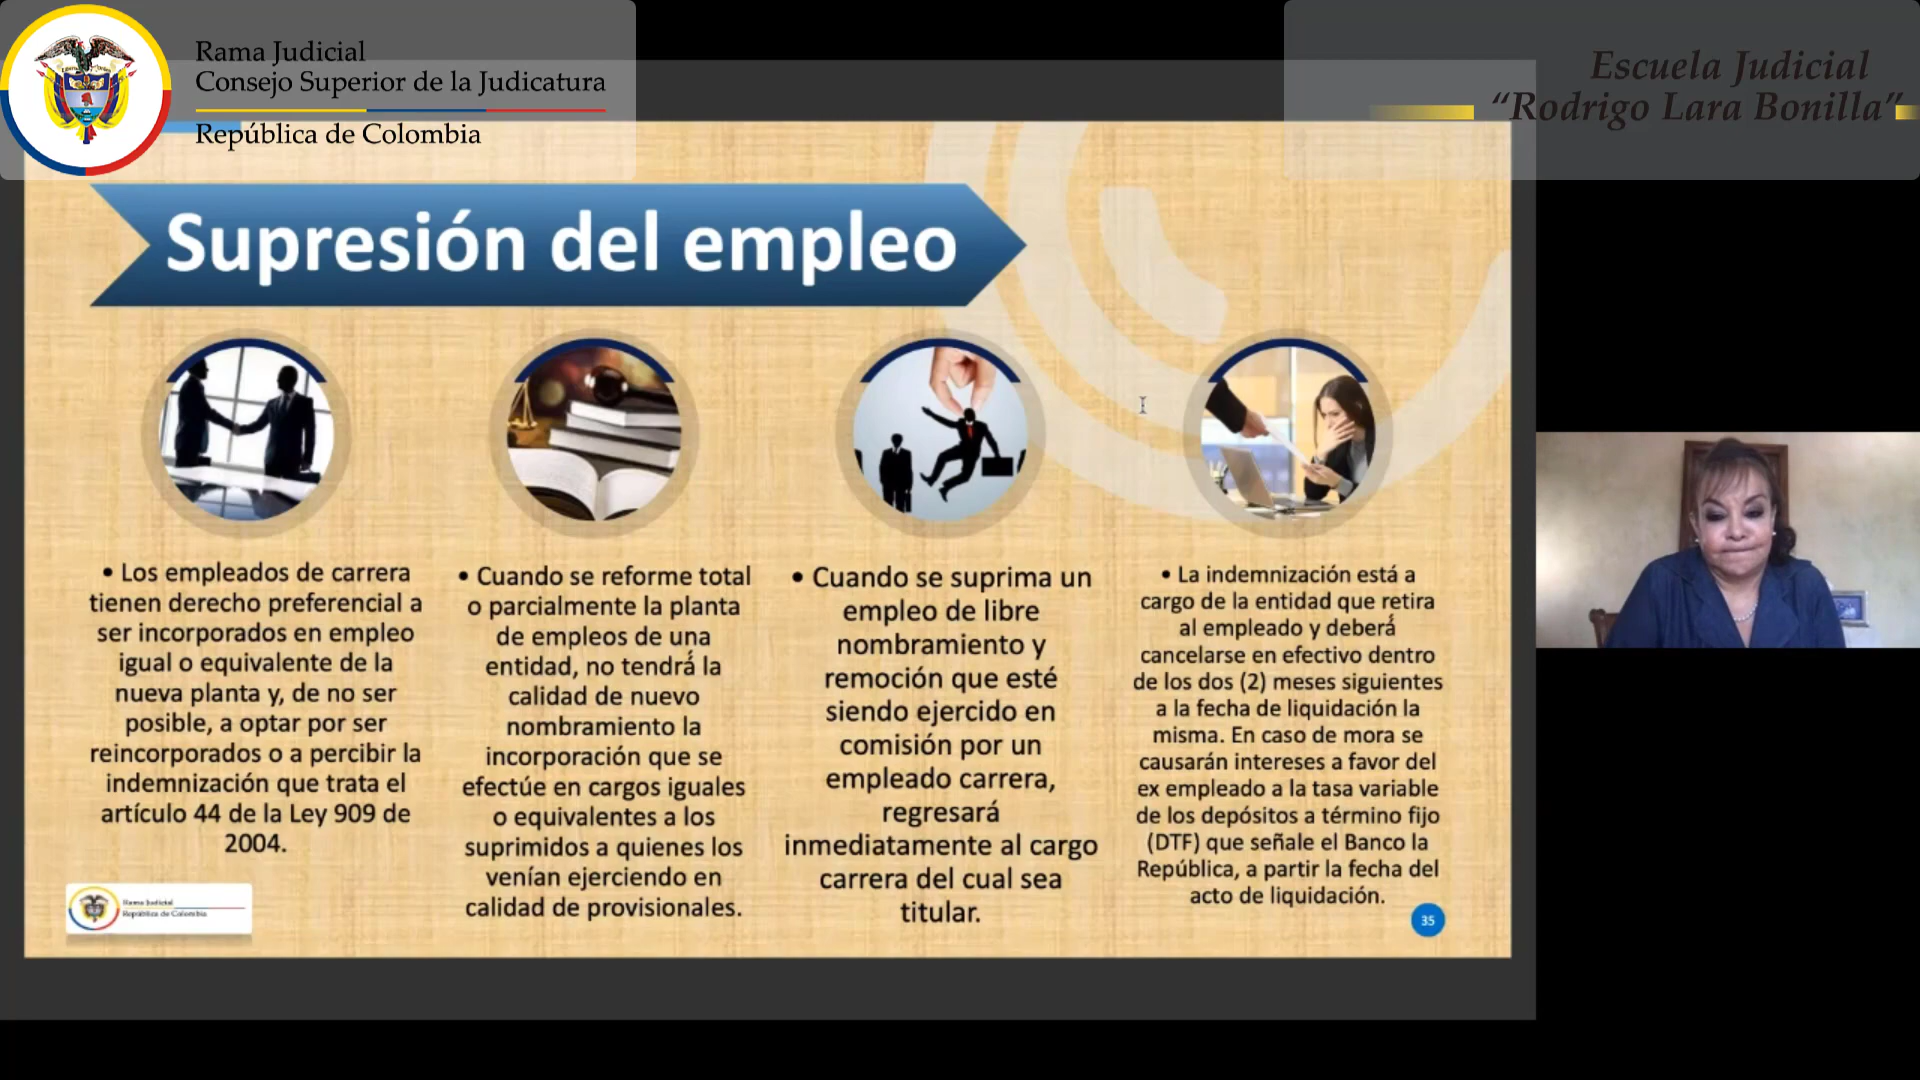 Rama Judicial
Consejo Superior de la Judicatura
República de Colombia
Escuela Judicial
“Rodrigo Lara Bonilla”
Supresión del empleo
• Los empleados de carrera
tienen derecho preferencial a
ser incorporados en empleo
igual o equivalente de la
nueva planta y, de no ser
posible, a optar por ser
reincorporados o a percibir la
indemnización que trata el
artículo 44 de la Ley 909 de
2004.
• Cuando se reforme total
o parcialmente la planta
de empleos de una
entidad, no tendrá la
calidad de nuevo
nombramiento la
incorporación que se
efectúe en cargos iguales
o equivalentes a los
suprimidos a quienes los
venían ejerciendo en
calidad de provisionales.
• Cuando se suprima un
empleo de libre
nombramiento y
remoción que esté
siendo ejercido en
comisión por un
empleado carrera,
regresará
inmediatamente al cargo
carrera del cual sea
titular.
• La indemnización está a
cargo de la entidad que retira
al empleado y deberá
cancelarse en efectivo dentro
de los dos (2) meses siguientes
a la fecha de liquidación la
misma. En caso de mora se
causarán intereses a favor del
ex empleado a la tasa variable
de los depósitos a término fijo
(DTF) que señale el Banco la
República, a partir la fecha del
acto de liquidación.
Rama Judicial
República de Colombia
35